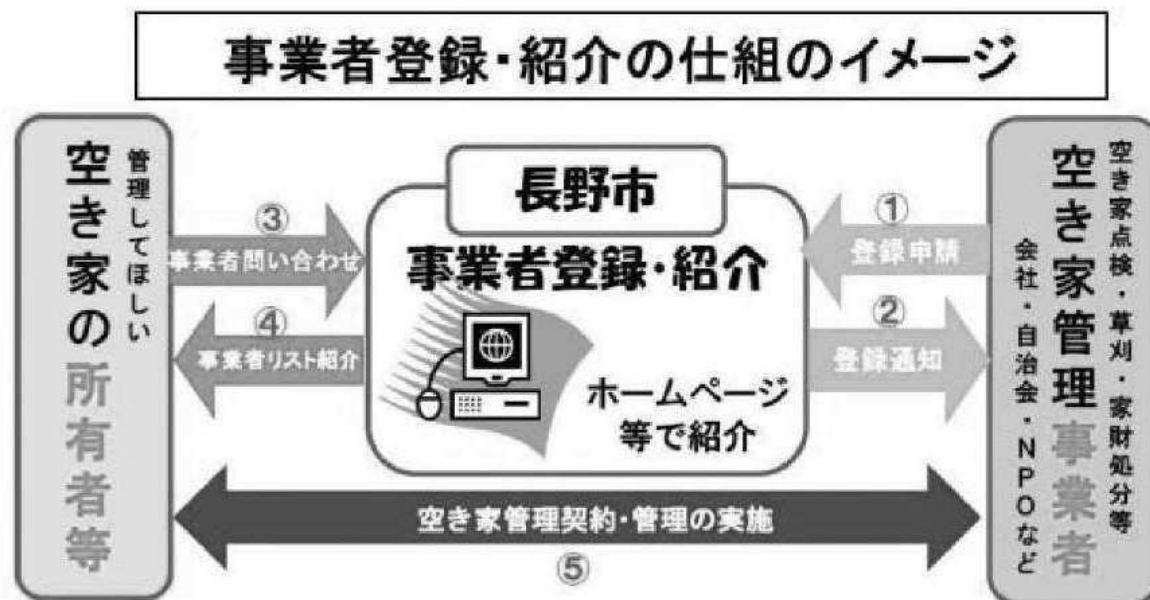 事業者登録・紹介の仕組のイメージ
管理してほしい
空き家の所有者等
③
事業者問い合わせ
④
事業者リスト紹介
長野市
事業者登録・紹介
ホームページ
等で紹介
①
登録申請
②
登録通知
空き家点検・草刈・家財処分等
空き家管理事業者
会社・自治会・NPOなど
空き家管理契約・管理の実施
⑤